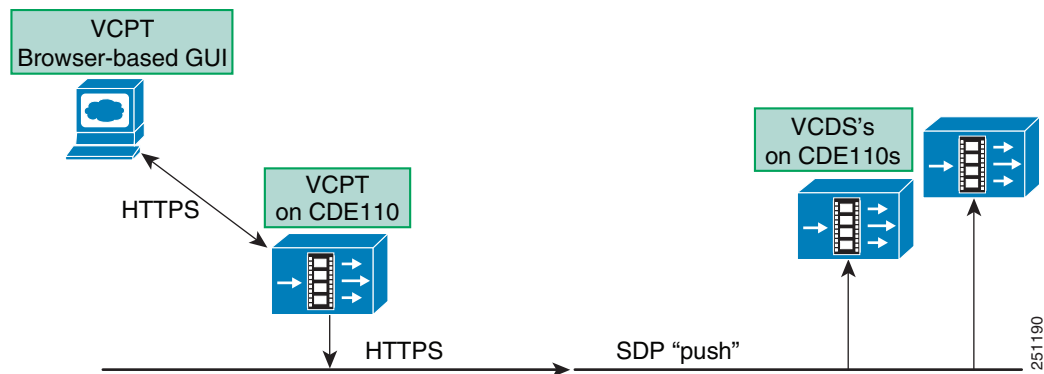 VCPT
Browser-based GUI
HTTPS
VCPT
on CDE110
VCDS's
on CDE110s
HTTPS
SDP “push”
251190